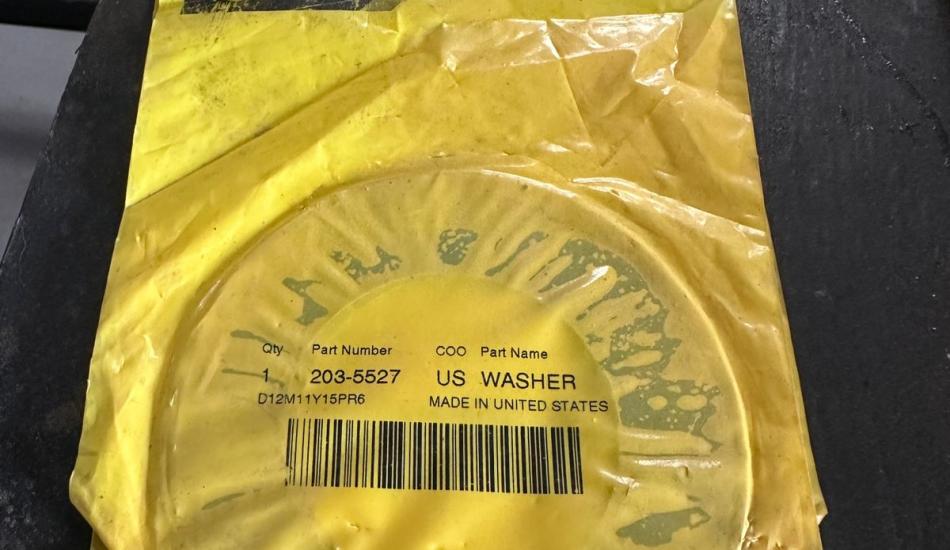 Qty Part Number COO Part Name
1 203-5527 US WASHER
D12M11Y15PR6 MADE IN UNITED STATES